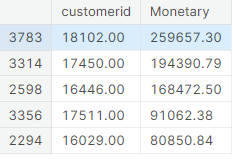 customerid Monetary
3783 18102.00 259657.30
3314 17450.00 194390.79
2598 16446.00 168472.50
3356 17511.00 91062.38
2294 16029.00 80850.84